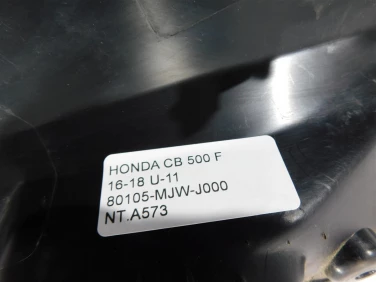 HONDA CB 500 F
16-18 U-11
80105-MJW-J000
NT.A573